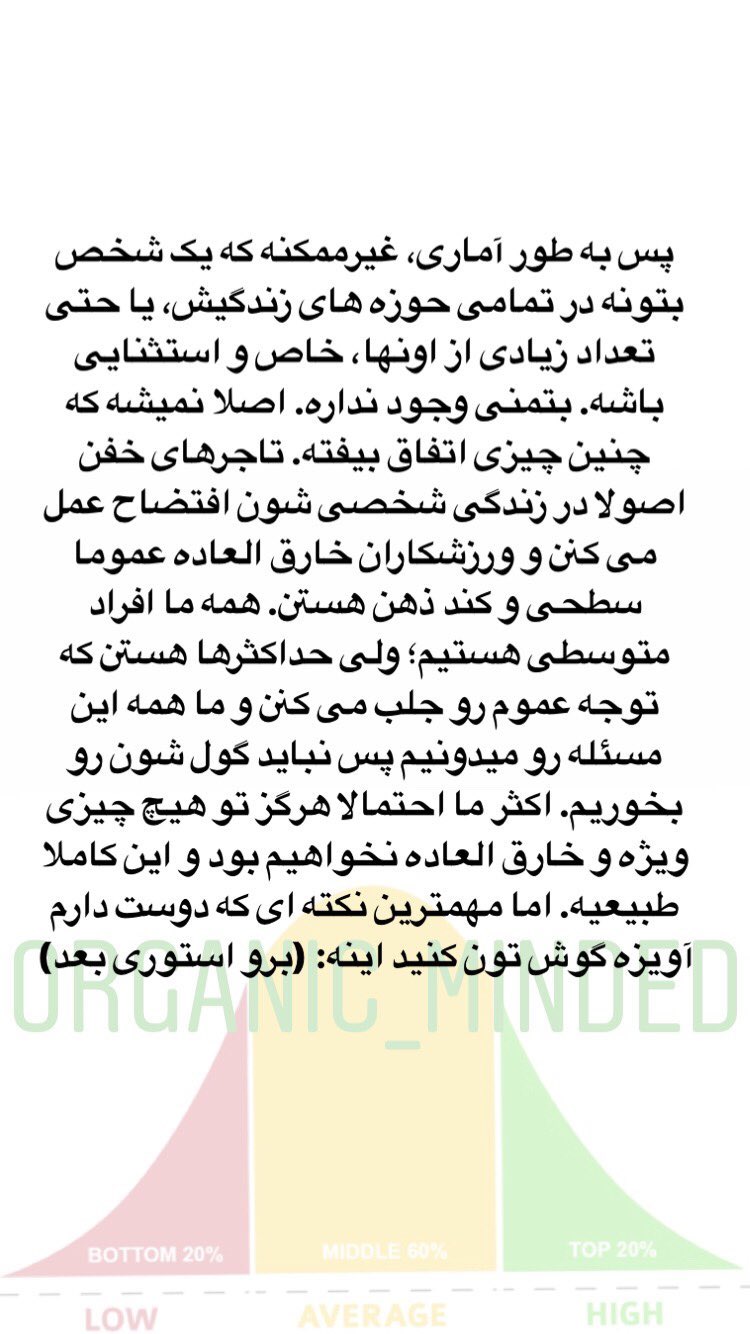 پس به طور آماری، غیرممکنه که یک شخص
بتونه در تمامی حوزه های زندگیش، یا حتی
تعداد زیادی از اونها، خاص و استثنایی
باشه. بتمنی وجود نداره. اصلا نمیشه که
چنین چیزی اتفاق بیفته. تاجرهای خفن
اصولا در زندگی شخصی شون افتضاح عمل
می کنن و ورزشکاران خارق العاده عموما
سطحی و کند ذهن هستن. همه ما افراد
متوسطی هستیم؛ ولی حداکثرها هستن که
توجه عموم رو جلب می کنن و ما همه این
مسئله رو میدونیم پس نباید گول شون رو
بخوریم. اکثر ما احتمالا هرگز تو هیچ چیزی
ویژه و خارق العاده نخواهیم بود و این کاملا
طبیعیه. اما مهمترین نکته ای که دوست دارم
آویزه گوش تون کنید اینه: (برو استوری بعد)
ORGANIC_MINDED
BOTTOM 20% MIDDLE 60% TOP 20%
LOW AVERAGE HIGH